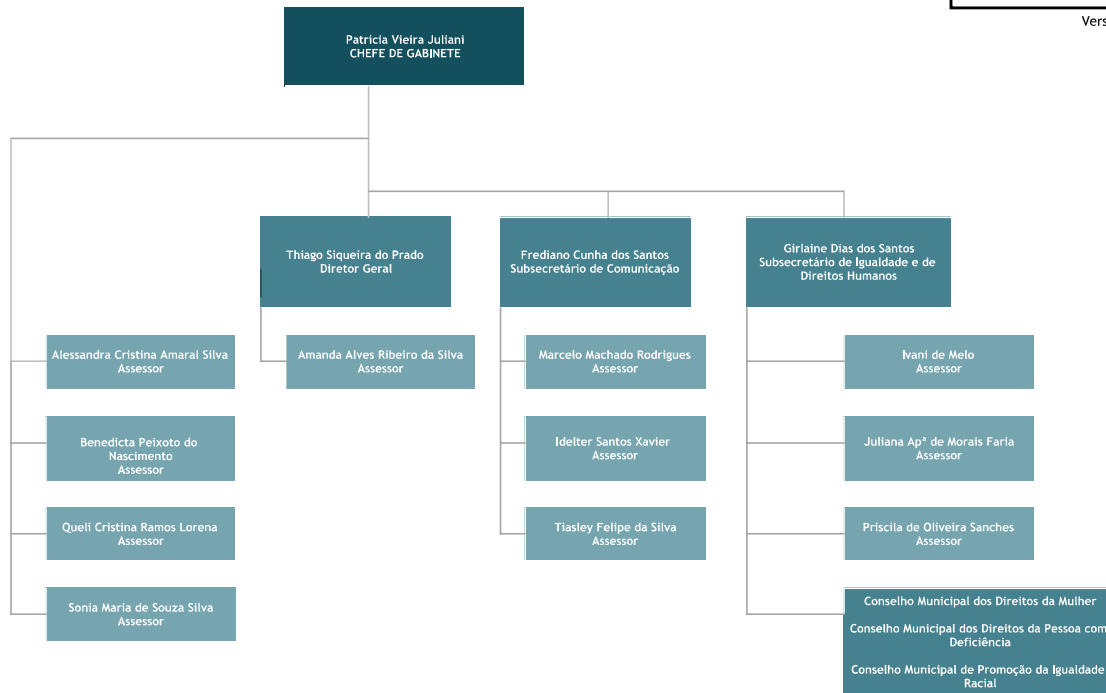 Vers
Patricia Vieira Juliani
CHEFE DE GABINETE
Thiago Siqueira do Prado
Diretor Geral
Frediano Cunha dos Santos
Subsecretário de Comunicação
Girlaine Dias dos Santos
Subsecretário de Igualdade e de
Direitos Humanos
Alessandra Cristina Amaral Silva
Assessor
Amanda Alves Ribeiro da Silva
Assessor
Marcelo Machado Rodrigues
Assessor
Ivani de Melo
Assessor
Benedicta Peixoto do
Nascimento
Assessor
Idelter Santos Xavier
Assessor
Juliana Apª de Morais Faria
Assessor
Queli Cristina Ramos Lorena
Assessor
Tiasley Felipe da Silva
Assessor
Priscila de Oliveira Sanches
Assessor
Sonia Maria de Souza Silva
Assessor
Conselho Municipal dos Direitos da Mulher
Conselho Municipal dos Direitos da Pessoa com
Deficiência
Conselho Municipal de Promoção da Igualdade
Racial